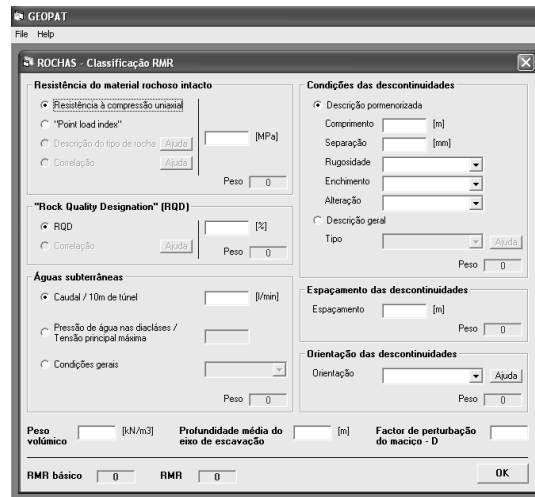 GEOPAT
File Help
ROCHAS - Classificação RMR
Resistência do material rochoso intacto
Resistência à compressão uniaxial
"Point load index"
[MPa]
Descrição do tipo de rocha Ajuda
Correlação Ajuda
Peso 0
"Rock Quality Designation" (RQD)
RQD [%]
Correlação Ajuda
Peso 0
Águas subterrâneas
Caudal / 10m de túnel [l/min]
Pressão de água nas diacláses /
Tensão principal máxima
Condições gerais
Peso 0
Condições das descontinuidades
Descrição pormenorizada
Comprimento [m]
Separação [mm]
Rugosidade
Enchimento
Alteração
Descrição geral
Tipo Ajuda
Peso 0
Espaçamento das descontinuidades
Espaçamento [m]
Peso 0
Orientação das descontinuidades
Orientação Ajuda
Peso 0
Peso
volúmico [kN/m3]
Profundidade média do
eixo de escavação [m]
Factor de perturbação
do maciço - D
RMR básico 0 RMR 0 OK